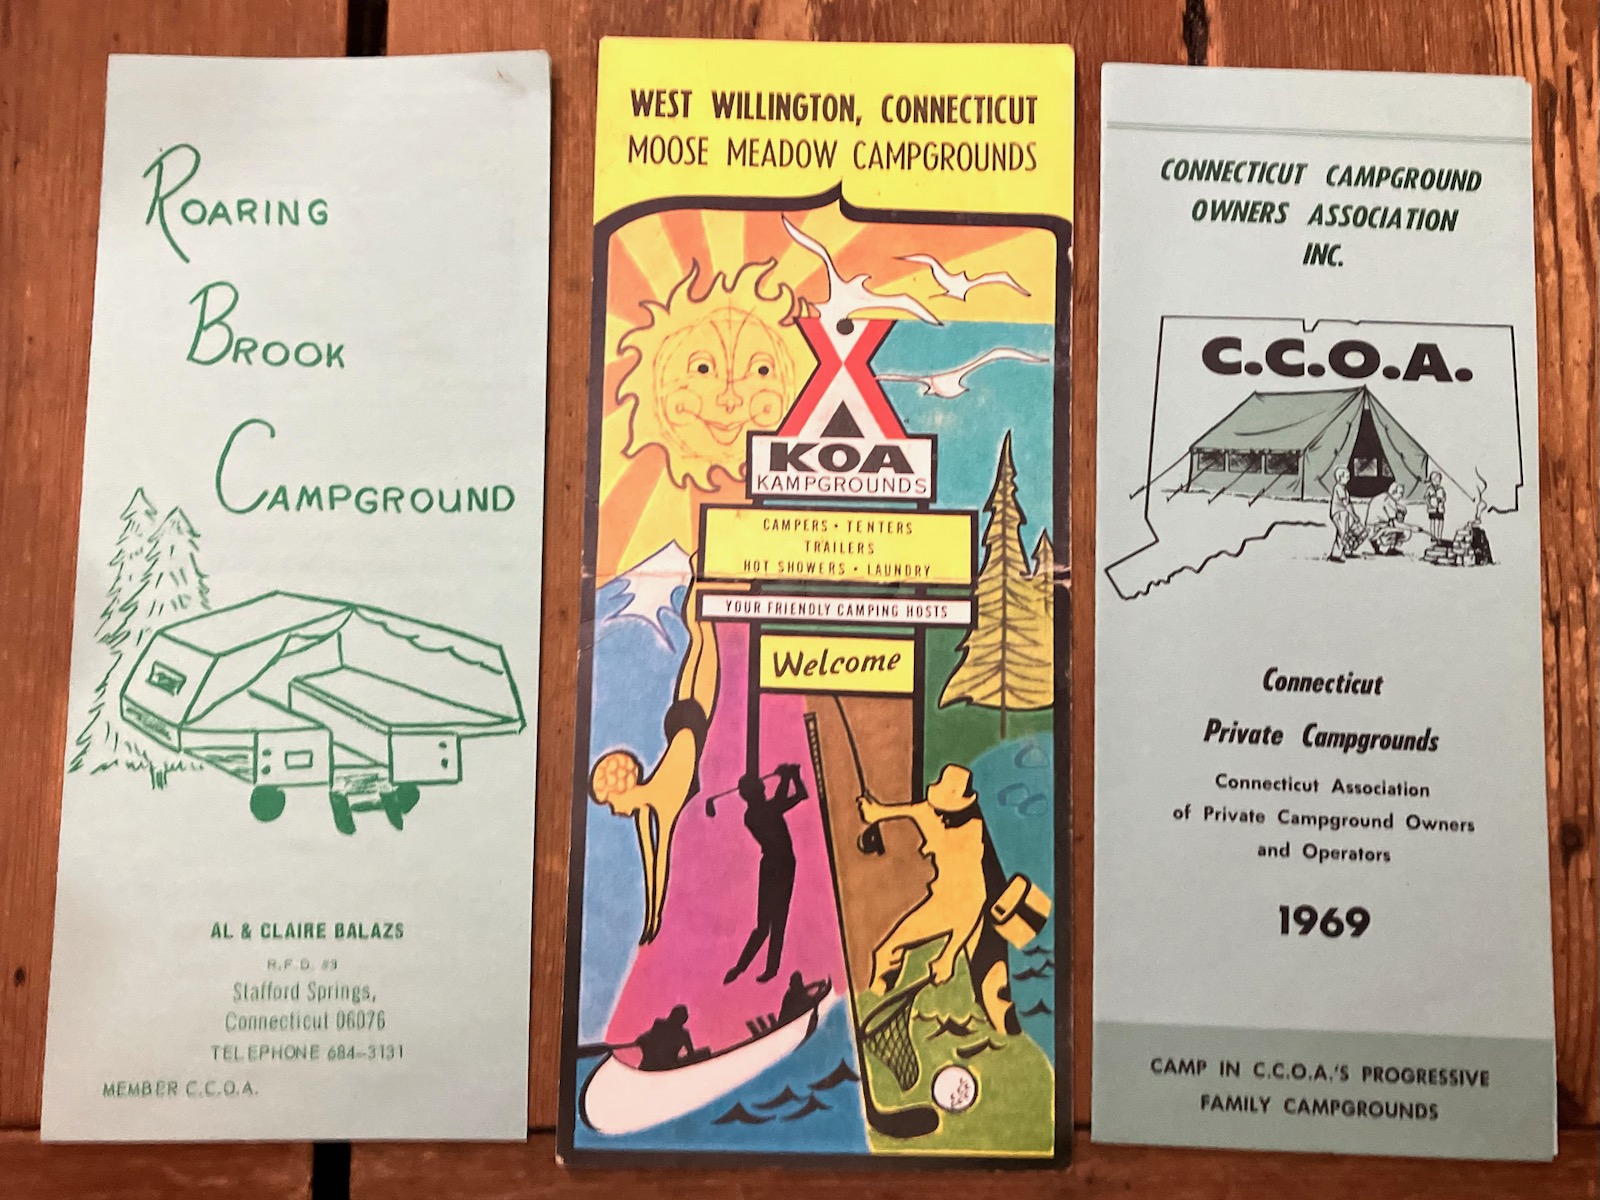 ROARING
BROOK
CAMPGROUND
AL & CLAIRE BALAZS
R.F.D. #3
Stafford Springs,
Connecticut 06076
TELEPHONE 684-3131
MEMBER C.C.O.A.
WEST WILLINGTON, CONNECTICUT
MOOSE MEADOW CAMPGROUNDS
KOA
KAMPGROUNDS
CAMPERS • TENTERS
TRAILERS
HOT SHOWERS • LAUNDRY
YOUR FRIENDLY CAMPING HOSTS
Welcome
CONNECTICUT CAMPGROUND
OWNERS ASSOCIATION
INC.
C.C.O.A.
Connecticut
Private Campgrounds
Connecticut Association
of Private Campground Owners
and Operators
1969
CAMP IN C.C.O.A.'S PROGRESSIVE
FAMILY CAMPGROUNDS